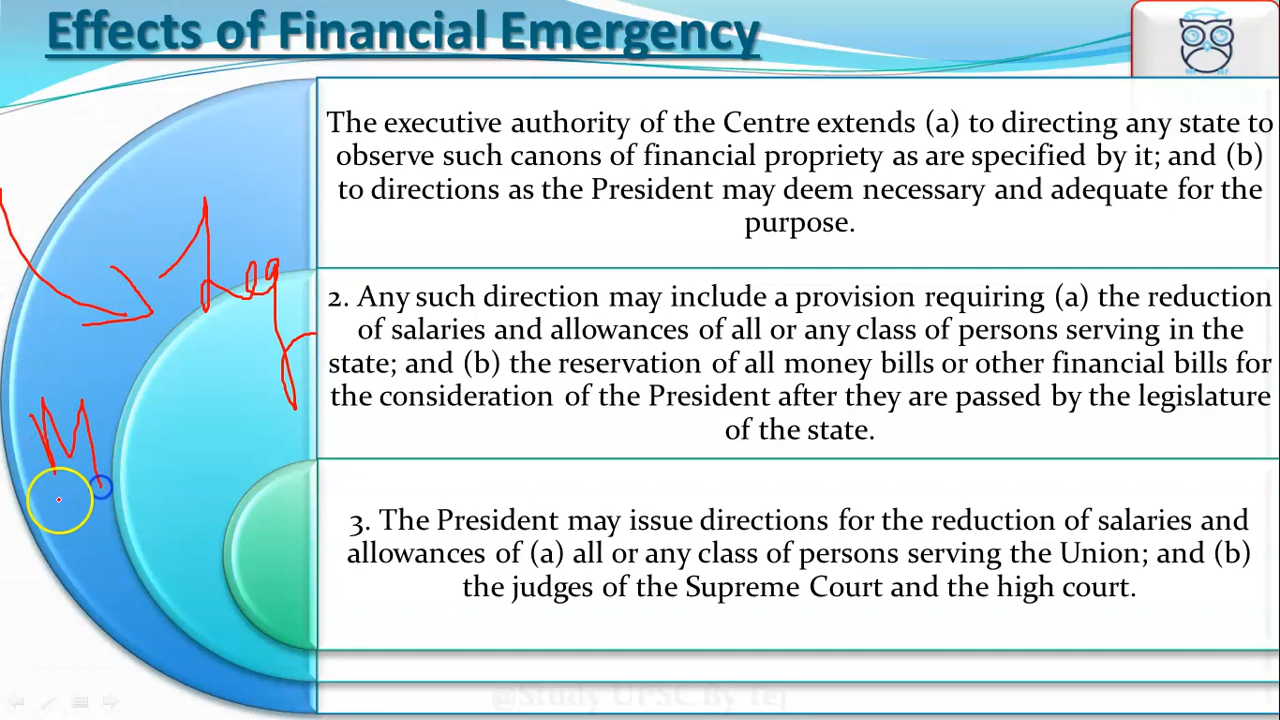 Effects of Financial Emergency
The executive authority of the Centre extends (a) to directing any state to
observe such canons of financial propriety as are specified by it; and (b)
to directions as the President may deem necessary and adequate for the
purpose.
2. Any such direction may include a provision requiring (a) the reduction
of salaries and allowances of all or any class of persons serving in the
state; and (b) the reservation of all money bills or other financial bills for
the consideration of the President after they are passed by the legislature
of the state.
3. The President may issue directions for the reduction of salaries and
allowances of (a) all or any class of persons serving the Union; and (b)
the judges of the Supreme Court and the high court.
M
@Study UPSC By